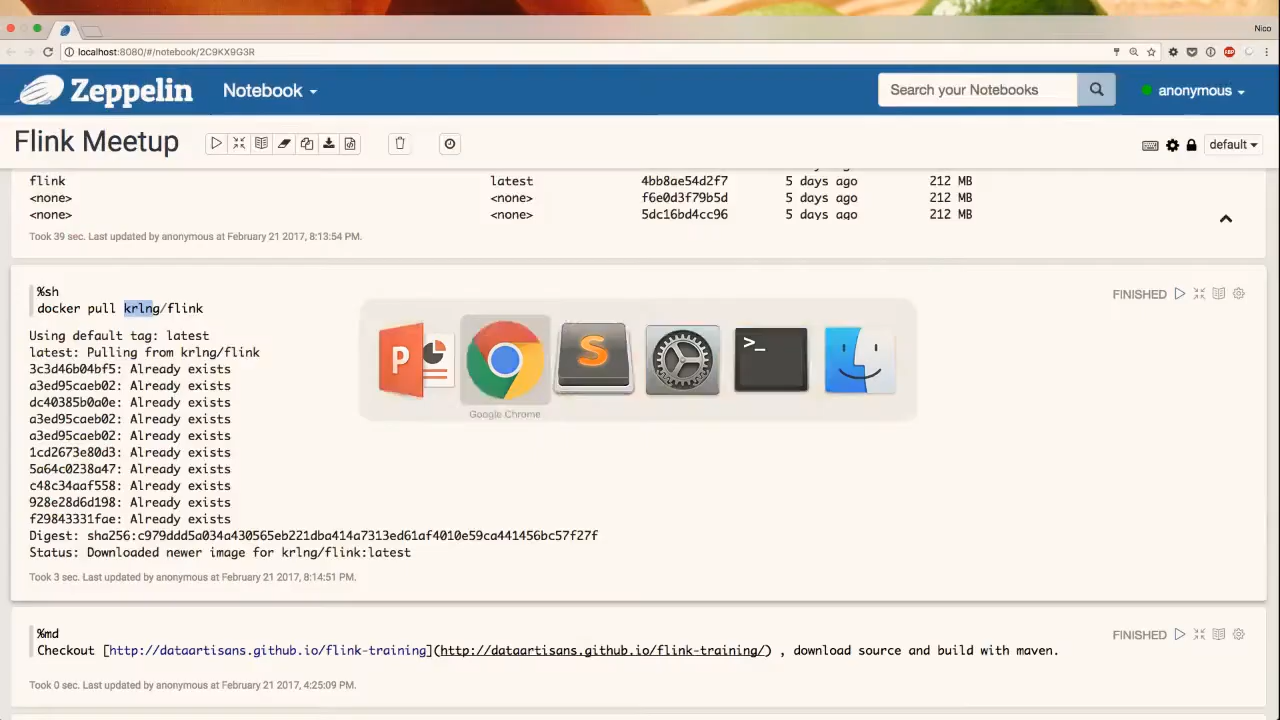 Nico
localhost:8080/#/notebook/2C9KX9G3R
Zeppelin Notebook Search your Notebooks anonymous
Flink Meetup default
flink latest 4bb8ae54d2f7 5 days ago 212 MB
<none> <none> f6e0d3f79b5d 5 days ago 212 MB
<none> <none> 5dc16bd4cc96 5 days ago 212 MB
Took 39 sec. Last updated by anonymous at February 21 2017, 8:13:54 PM.
%sh FINISHED
docker pull krlng/flink
Using default tag: latest
latest: Pulling from krlng/flink
3c3d46b04bf5: Already exists
a3ed95caeb02: Already exists
dc40385b0a0e: Already exists
a3ed95caeb02: Already exists
a3ed95caeb02: Already exists
1cd2673e80d3: Already exists
5a64c0238a47: Already exists
c48c34aaf558: Already exists
928e28d6d198: Already exists
f29843331fae: Already exists
Digest: sha256:c979ddd5a034a430565eb221dba414a7313ed61af4010e59ca441456bc57f27f
Status: Downloaded newer image for krlng/flink:latest
Took 3 sec. Last updated by anonymous at February 21 2017, 8:14:51 PM.
P S >_
Google Chrome
%md FINISHED
Checkout [http://dataartisans.github.io/flink-training](http://dataartisans.github.io/flink-training/) , download source and build with maven.
Took 0 sec. Last updated by anonymous at February 21 2017, 4:25:09 PM.